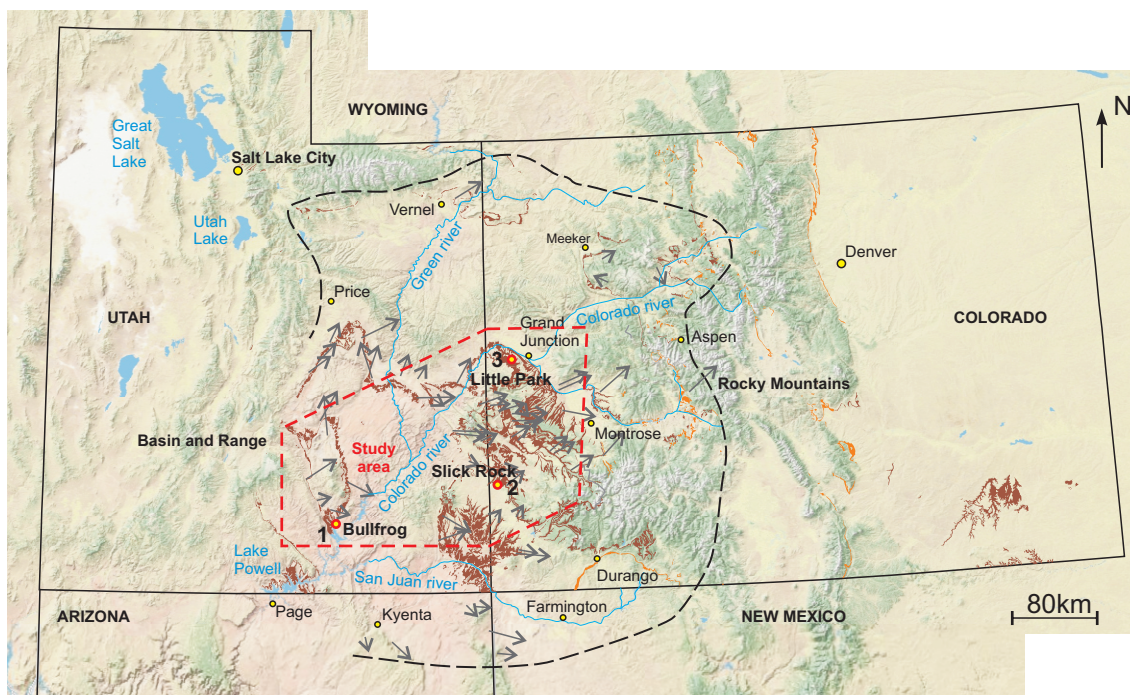 WYOMING
N
Great
Salt
Lake
Salt Lake City
Vernel
Utah
Lake
Green river
Meeker
Denver
Price
UTAH
Colorado river
COLORADO
Grand
Junction
Aspen
3
Little Park
Rocky Mountains
Basin and Range
Study
area
Colorado river
Montrose
Slick Rock
2
1
Bullfrog
Lake
Powell
San Juan river
Durango
ARIZONA
Page
Kyenta
Farmington
NEW MEXICO
80km